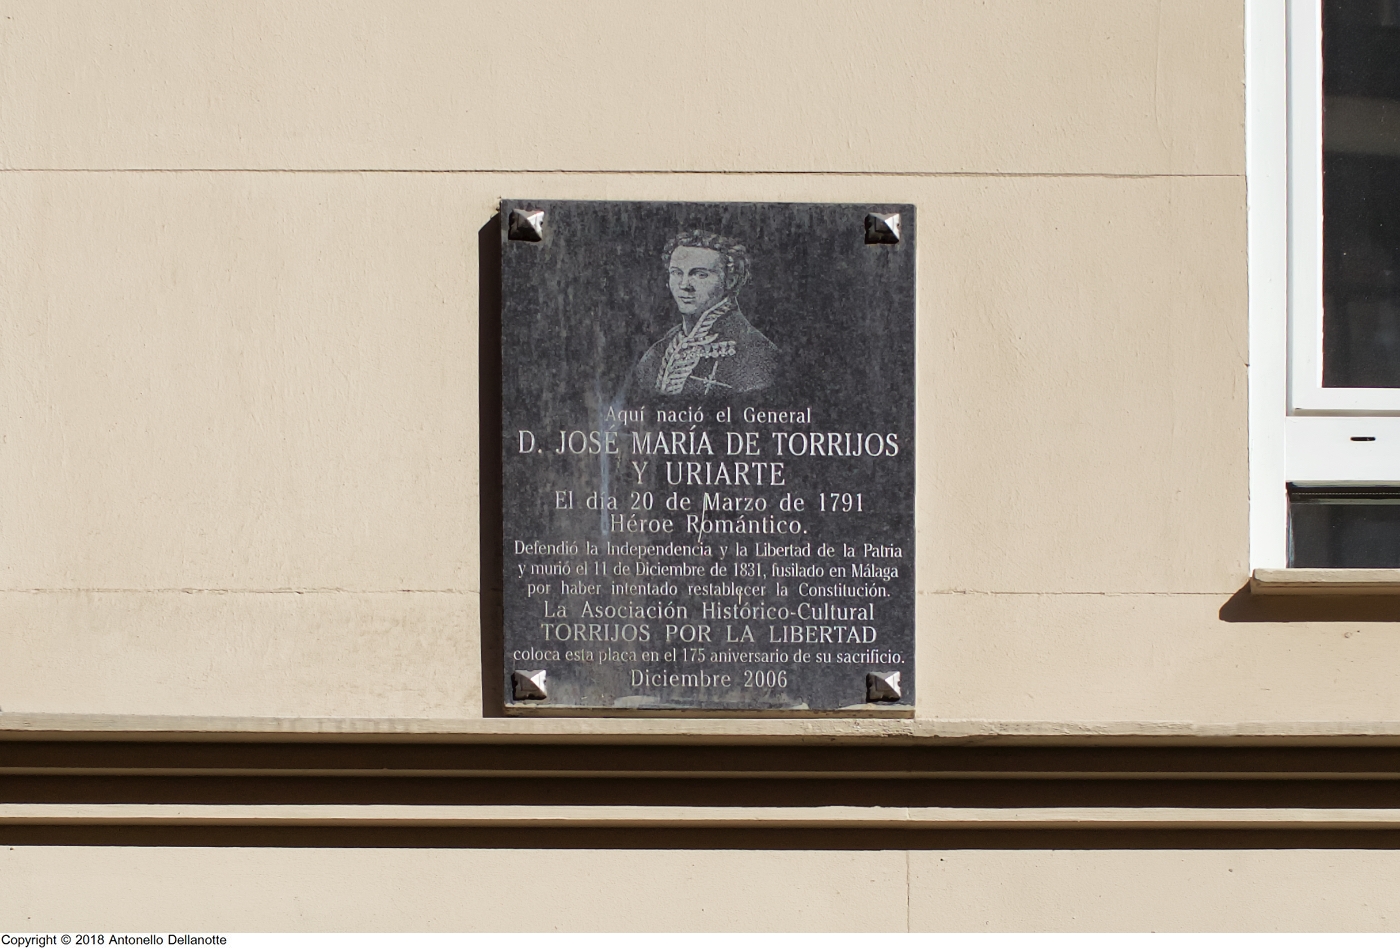 Aquí nació el General
D. JOSE MARÍA DE TORRIJOS
Y URIARTE
El día 20 de Marzo de 1791
Héroe Romántico.
Defendió la Independencia y la Libertad de la Patria
y murió el 11 de Diciembre de 1831, fusilado en Málaga
por haber intentado restablecer la Constitución.
La Asociación Histórico-Cultural
TORRIJOS POR LA LIBERTAD
coloca esta placa en el 175 aniversario de su sacrificio.
Diciembre 2006
Copyright © 2018 Antonello Dellanotte